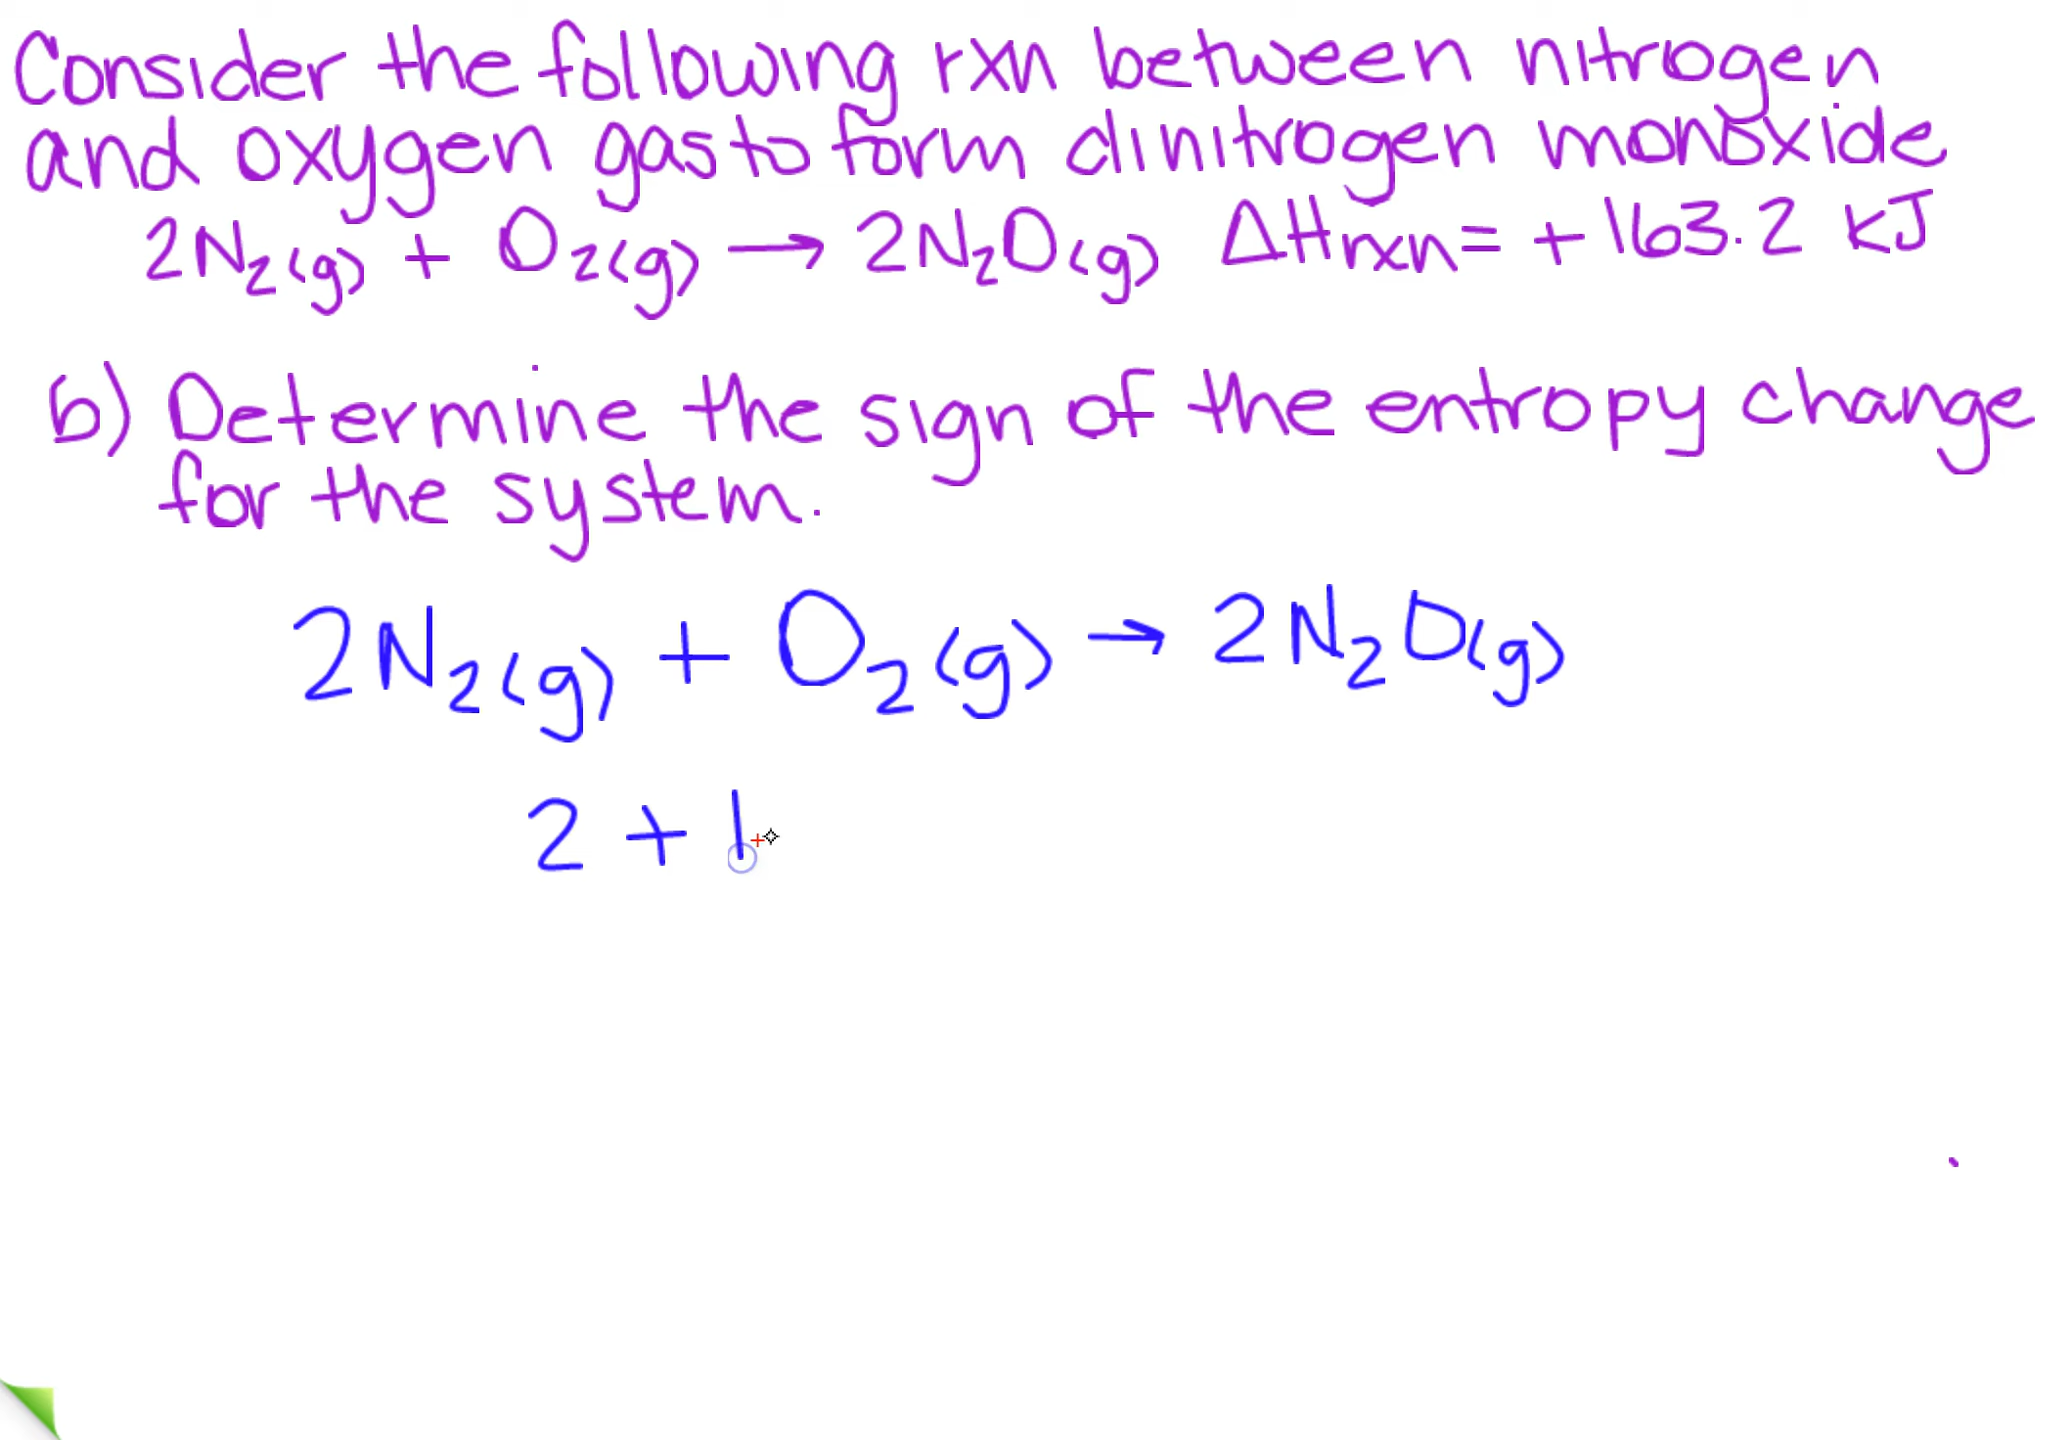 Consider the following rxn between nitrogen
and oxygen gas to form dinitrogen monoxide
2N₂(g) + O₂(g) → 2N₂O(g) ΔHrxn = +163.2 kJ
b) Determine the sign of the entropy change
for the system.
2N₂(g) + O₂(g) → 2N₂O(g)
2 + 1